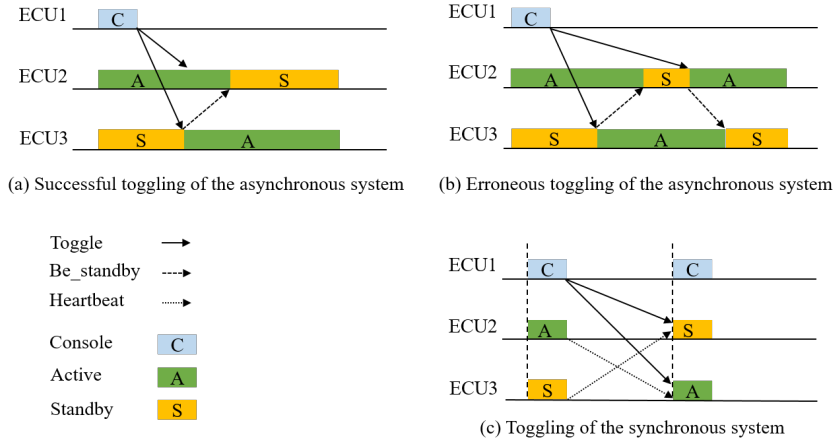 ECU1
C
ECU2
A S
ECU3
S A
(a) Successful toggling of the asynchronous system
ECU1
C
ECU2
A S A
ECU3
S A S
(b) Erroneous toggling of the asynchronous system
Toggle
Be_standby
Heartbeat
Console C
Active A
Standby S
ECU1
C C
ECU2
A S
ECU3
S A
(c) Toggling of the synchronous system